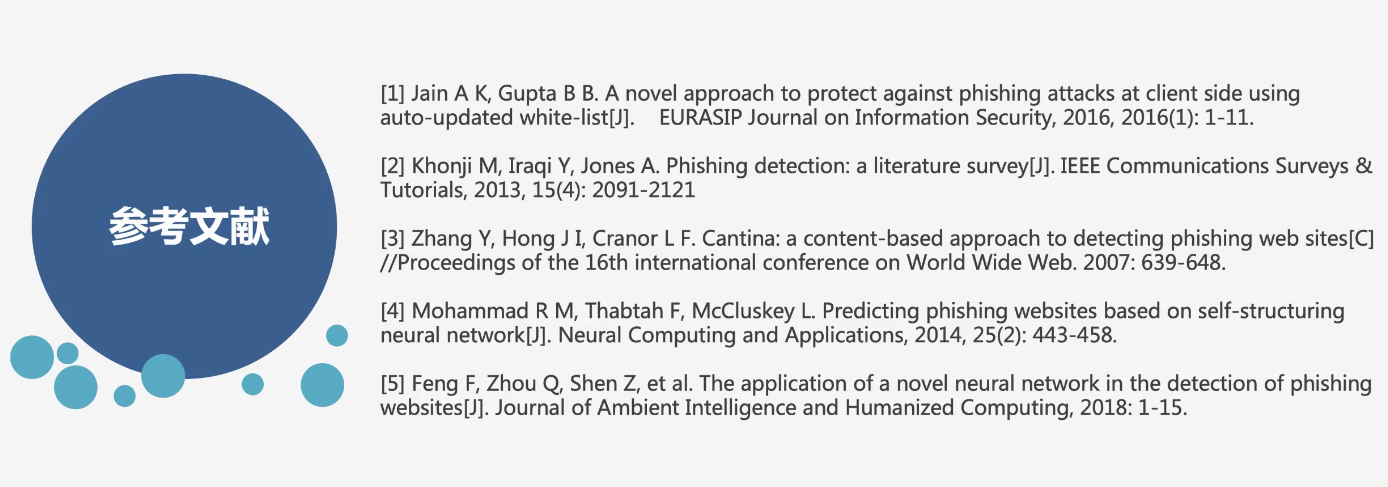 参考文献
[1] Jain A K, Gupta B B. A novel approach to protect against phishing attacks at client side using
auto-updated white-list[J]. EURASIP Journal on Information Security, 2016, 2016(1): 1-11.
[2] Khonji M, Iraqi Y, Jones A. Phishing detection: a literature survey[J]. IEEE Communications Surveys &
Tutorials, 2013, 15(4): 2091-2121
[3] Zhang Y, Hong J I, Cranor L F. Cantina: a content-based approach to detecting phishing web sites[C]
//Proceedings of the 16th international conference on World Wide Web. 2007: 639-648.
[4] Mohammad R M, Thabtah F, McCluskey L. Predicting phishing websites based on self-structuring
neural network[J]. Neural Computing and Applications, 2014, 25(2): 443-458.
[5] Feng F, Zhou Q, Shen Z, et al. The application of a novel neural network in the detection of phishing
websites[J]. Journal of Ambient Intelligence and Humanized Computing, 2018: 1-15.